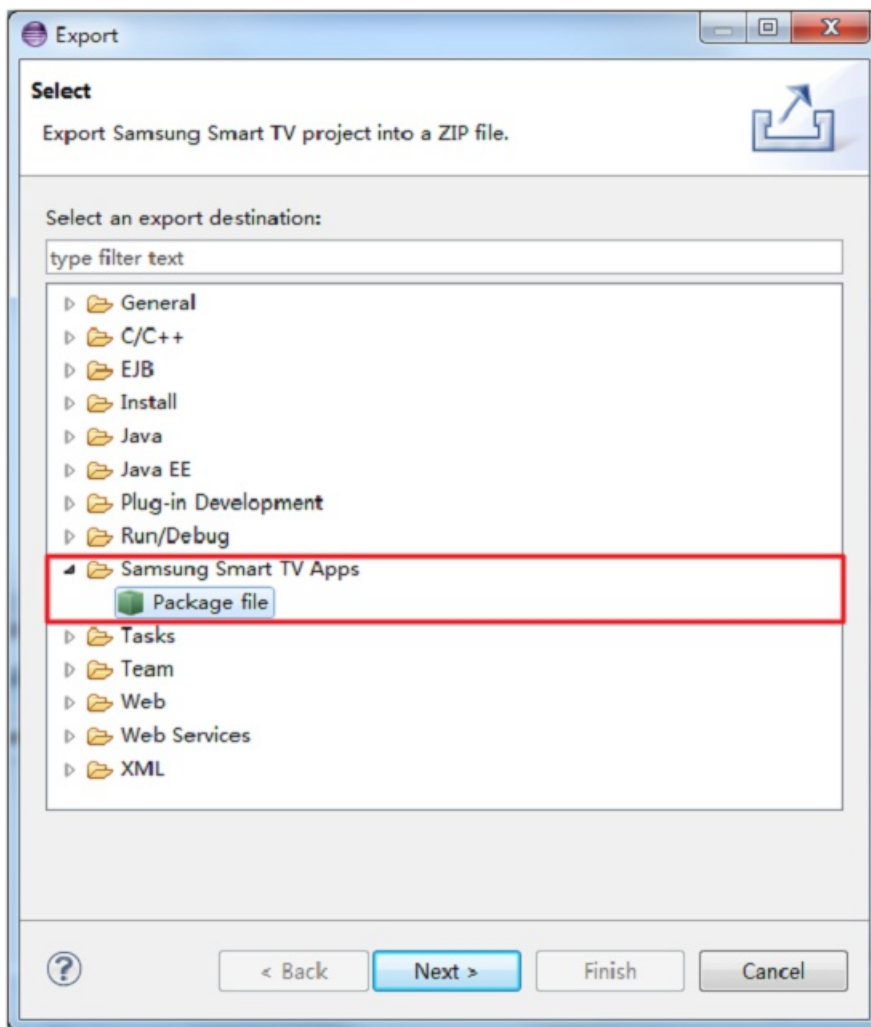 Export
Select
Export Samsung Smart TV project into a ZIP file.
Select an export destination:
type filter text
General
C/C++
EJB
Install
Java
Java EE
Plug-in Development
Run/Debug
Samsung Smart TV Apps
Package file
Tasks
Team
Web
Web Services
XML
< Back Next > Finish Cancel